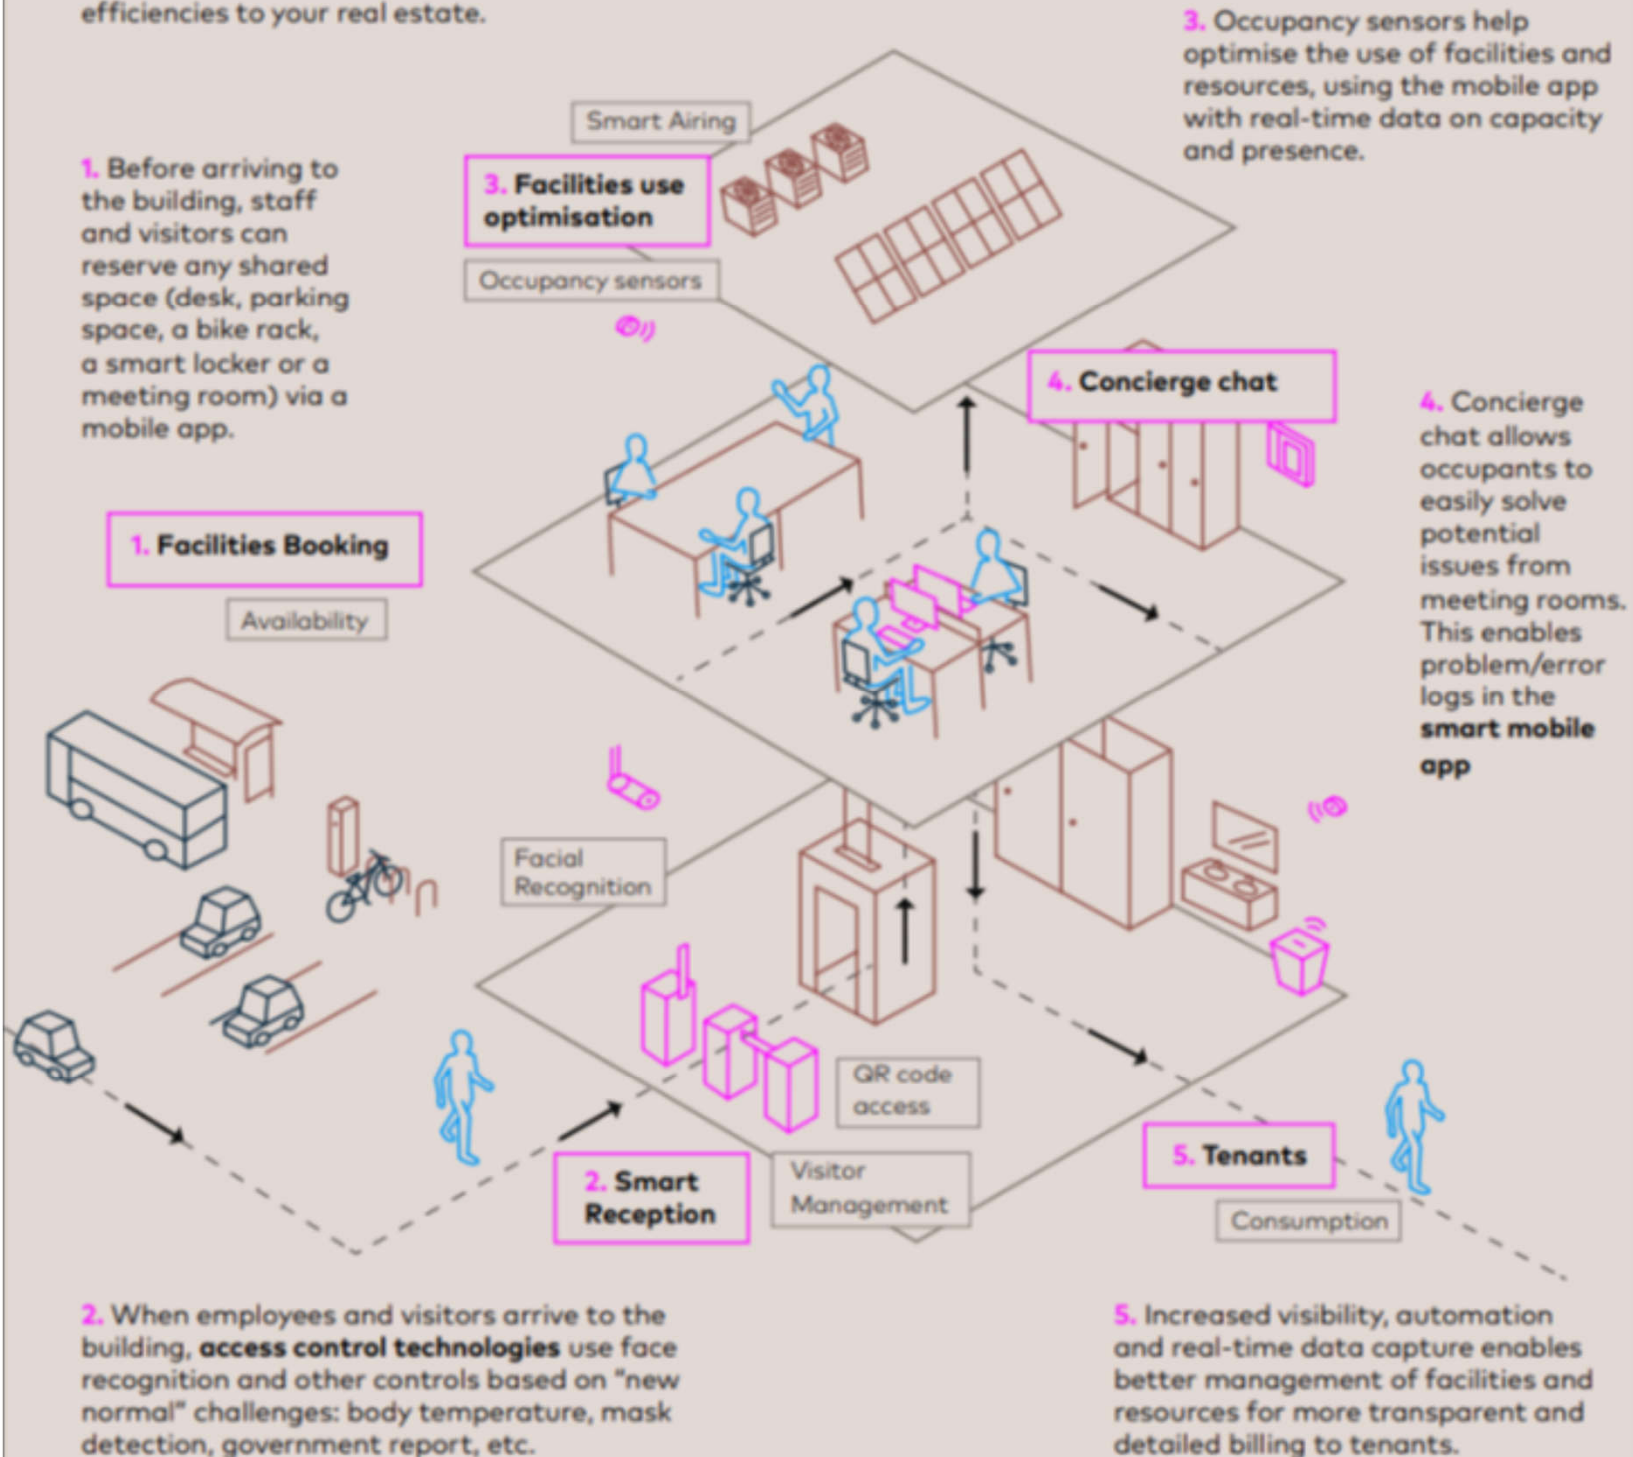 efficiencies to your real estate.
3. Occupancy sensors help
optimise the use of facilities and
resources, using the mobile app
with real-time data on capacity
and presence.
Smart Airing
3. Facilities use
optimisation
Occupancy sensors
1. Before arriving to
the building, staff
and visitors can
reserve any shared
space (desk, parking
space, a bike rack,
a smart locker or a
meeting room) via a
mobile app.
4. Concierge chat
4. Concierge
chat allows
occupants to
easily solve
potential
issues from
meeting rooms.
This enables
problem/error
logs in the
smart mobile
app
1. Facilities Booking
Availability
Facial
Recognition
QR code
access
2. Smart
Reception
Visitor
Management
5. Tenants
Consumption
2. When employees and visitors arrive to the
building, access control technologies use face
recognition and other controls based on "new
normal" challenges: body temperature, mask
detection, government report, etc.
5. Increased visibility, automation
and real-time data capture enables
better management of facilities and
resources for more transparent and
detailed billing to tenants.